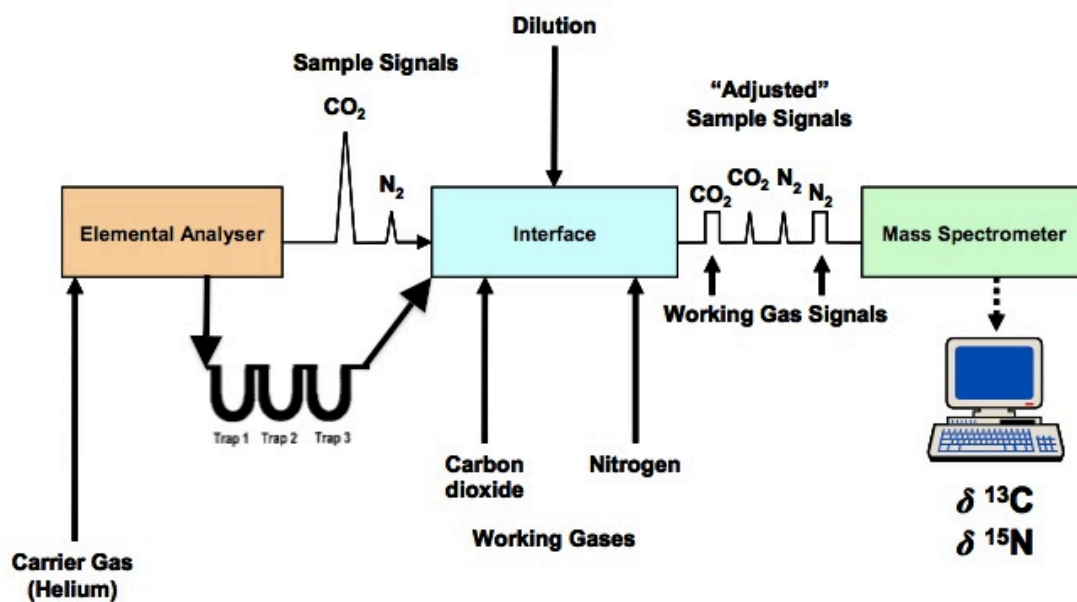 Dilution
Sample Signals
CO₂
N₂
“Adjusted”
Sample Signals
CO₂
CO₂
N₂
N₂
Elemental Analyser
Interface
Mass Spectrometer
Working Gas Signals
Trap 1
Trap 2
Trap 3
Carbon
dioxide
Nitrogen
Working Gases
Carrier Gas
(Helium)
δ ¹³C
δ ¹⁵N